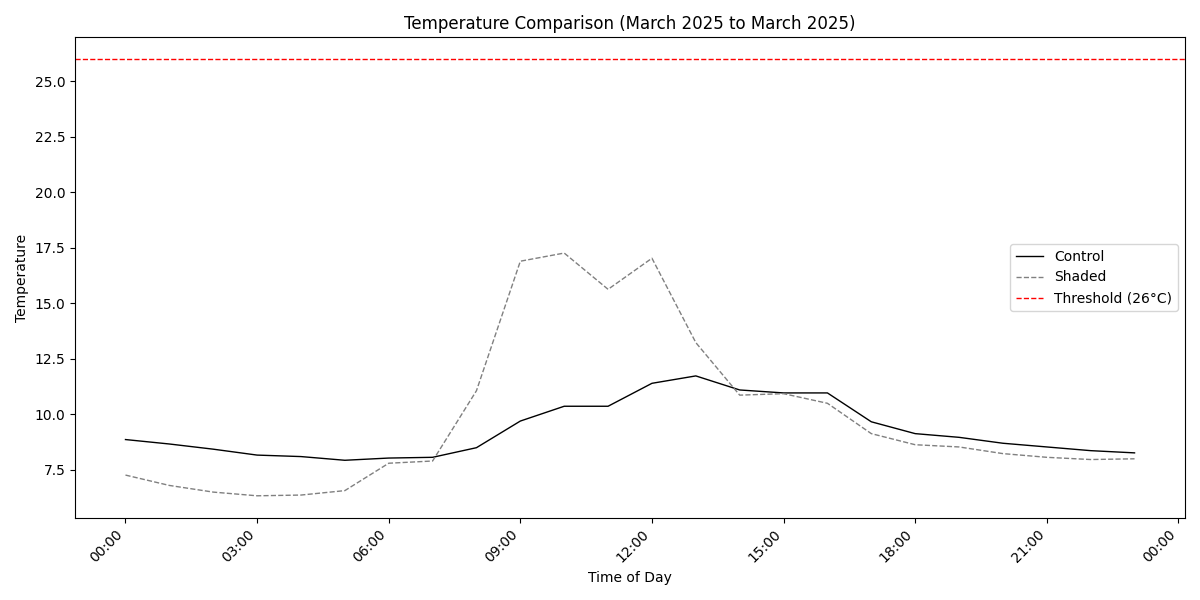 Temperature Comparison (March 2025 to March 2025)
25.0
22.5
20.0
17.5
15.0
12.5
10.0
7.5
Temperature
Control
Shaded
Threshold (26°C)
00:00
03:00
06:00
09:00
12:00
15:00
18:00
21:00
00:00
Time of Day